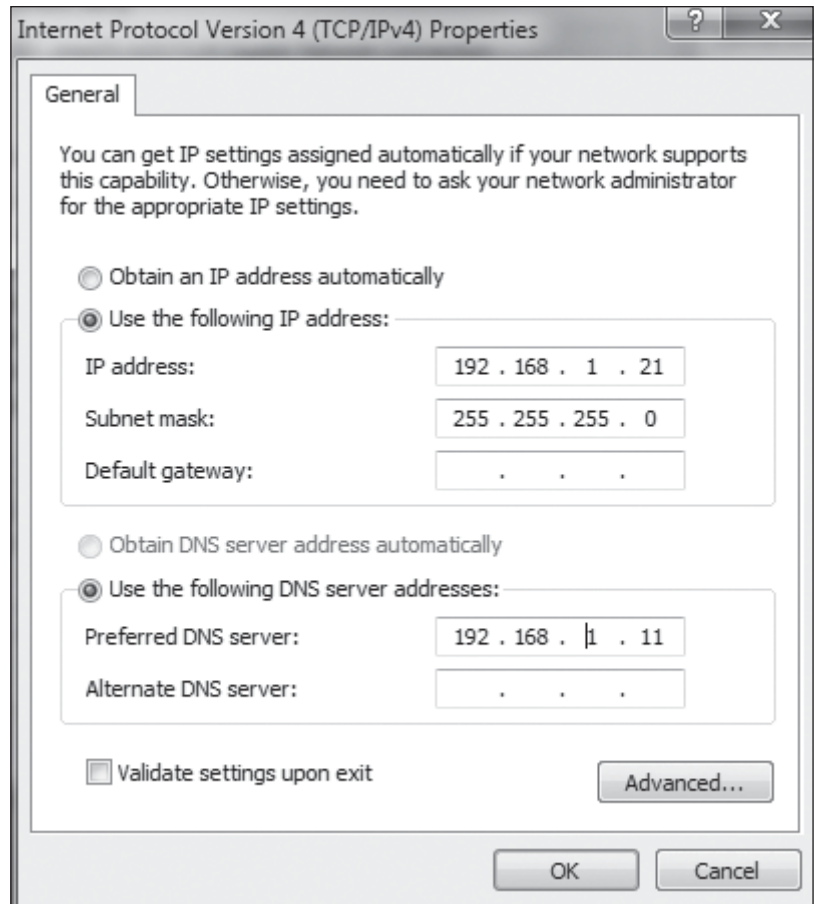 Internet Protocol Version 4 (TCP/IPv4) Properties
?
X
General
You can get IP settings assigned automatically if your network supports
this capability. Otherwise, you need to ask your network administrator
for the appropriate IP settings.
Obtain an IP address automatically
Use the following IP address:
IP address: 192 . 168 . 1 . 21
Subnet mask: 255 . 255 . 255 . 0
Default gateway: . . .
Obtain DNS server address automatically
Use the following DNS server addresses:
Preferred DNS server: 192 . 168 . 1 . 11
Alternate DNS server: . . .
Validate settings upon exit
Advanced...
OK
Cancel